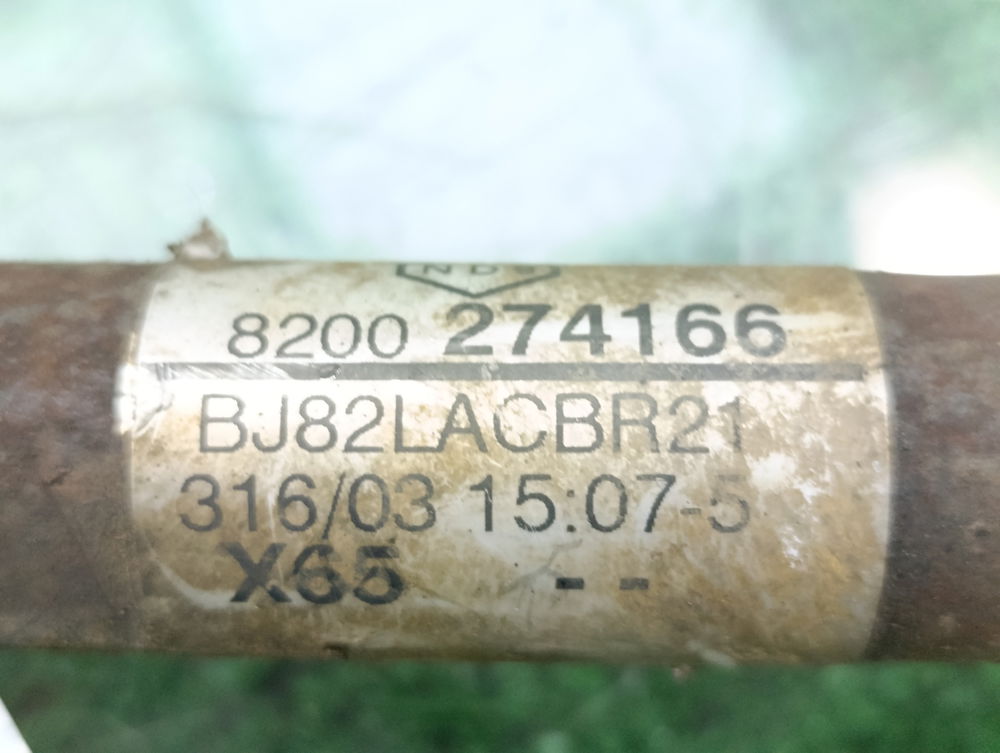 8200 274166
BJ82LACBR21
316/03 15:07-5
X65 - -